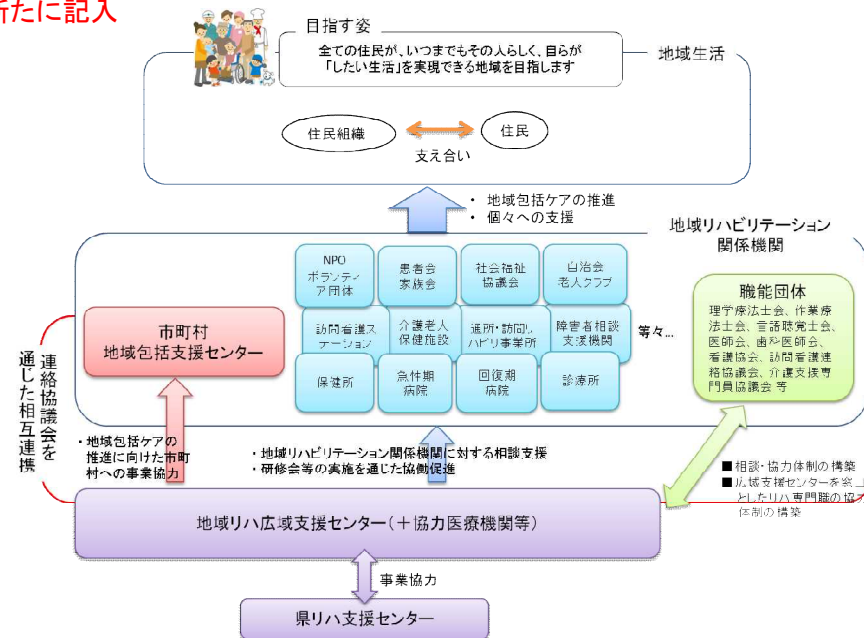 新たに記入
目指す姿
全ての住民が、いつまでもその人らしく、自らが
「したい生活」を実現できる地域を目指します
地域生活
住民組織
住民
支え合い
・ 地域包括ケアの推進
・ 個々への支援
地域リハビリテーション
関係機関
NPO
ボランティ
ア団体
患者会
家族会
社会福祉
協議会
自治会
老人クラブ
訪問看護ス
テーション
介護老人
保健施設
通所・訪問リ
ハビリ事業所
障害者相談
支援機関
等々…
保健所
急性期
病院
回復期
病院
診療所
市町村
地域包括支援センター
職能団体
理学療法士会、作業療
法士会、言語聴覚士会、
医師会、歯科医師会、
看護協会、訪問看護連
絡協議会、介護支援専
門員協議会 等
連絡協議会を
通じた相互連携
・地域包括ケアの
推進に向けた市町
村への事業協力
・地域リハビリテーション関係機関に対する相談支援
・研修会等の実施を通じた協働促進
■相談・協力体制の構築
■広域支援センターを窓口
としたリハ専門職の協力
体制の構築
地域リハ広域支援センター（＋協力医療機関等）
事業協力
県リハ支援センター